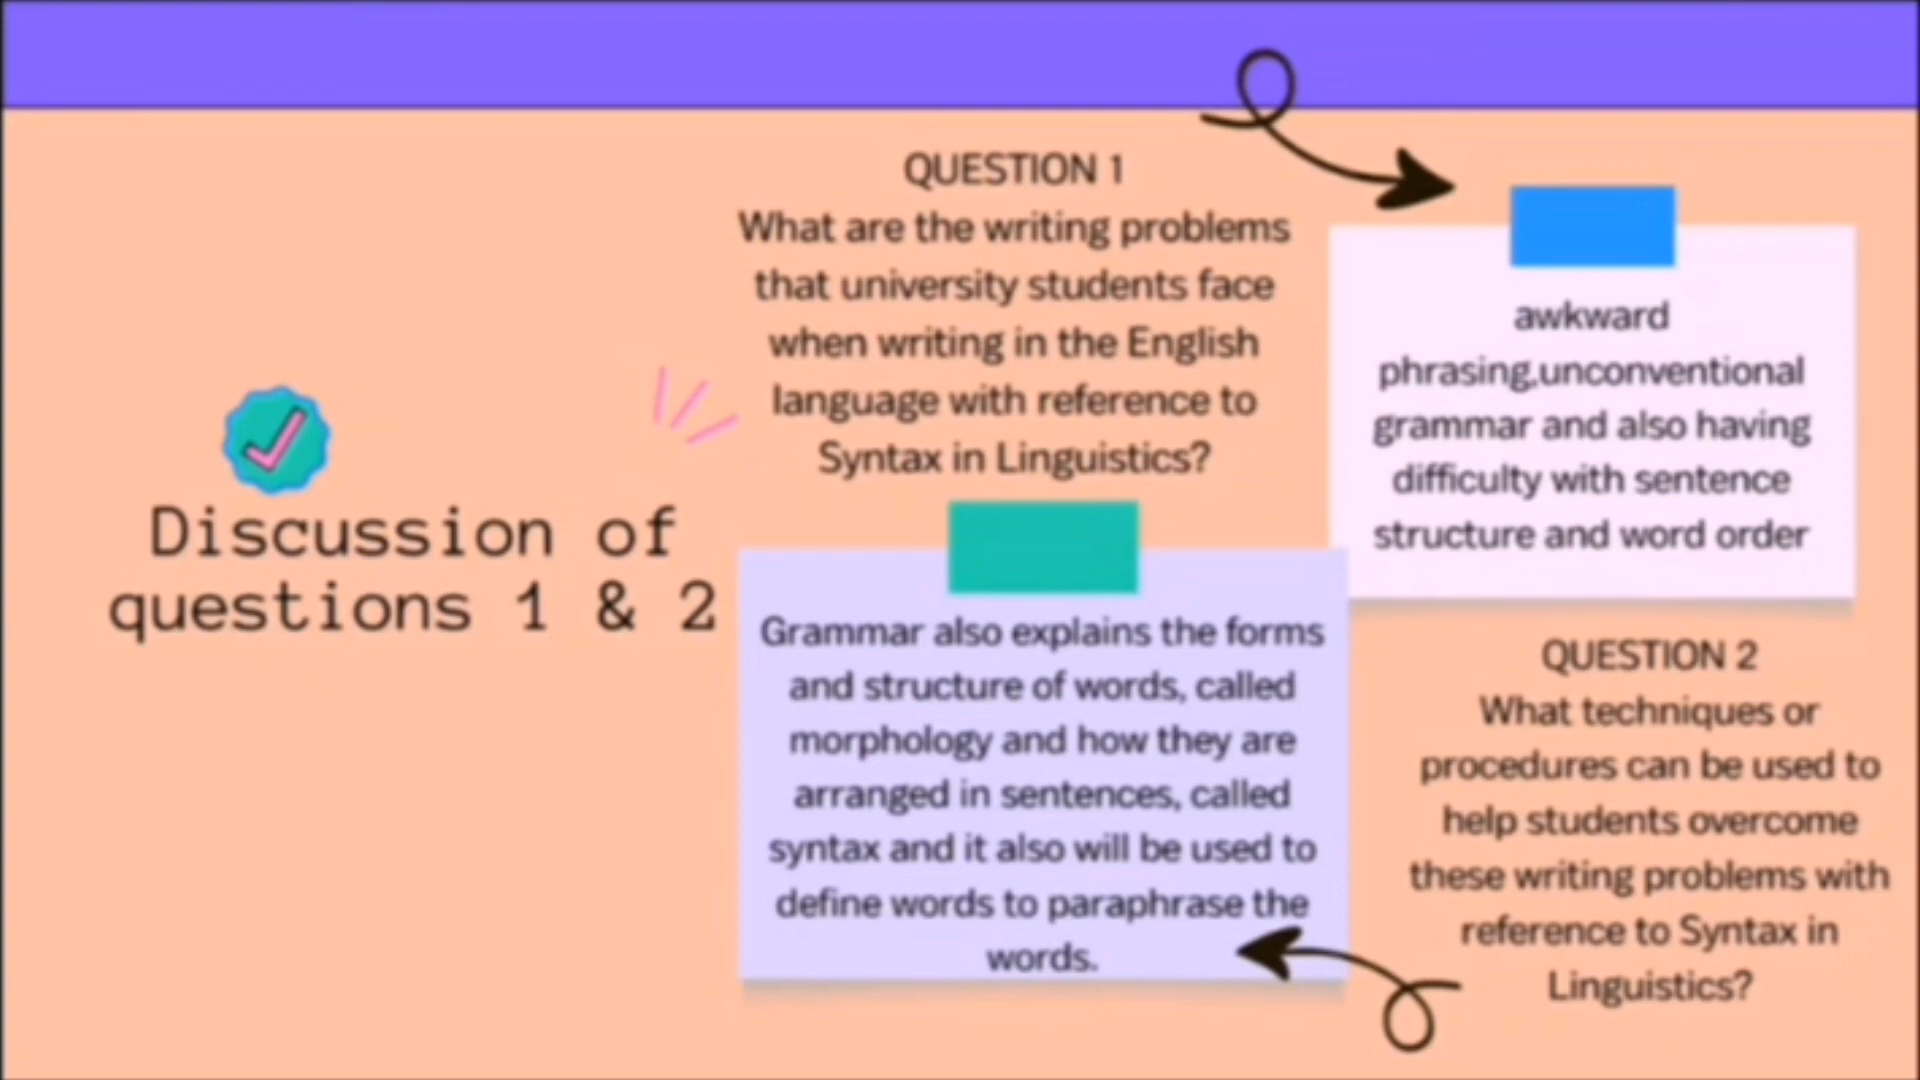 Discussion of
questions 1 & 2
QUESTION 1
What are the writing problems
that university students face
when writing in the English
language with reference to
Syntax in Linguistics?
awkward
phrasing,unconventional
grammar and also having
difficulty with sentence
structure and word order
QUESTION 2
What techniques or
procedures can be used to
help students overcome
these writing problems with
reference to Syntax in
Linguistics?
Grammar also explains the forms
and structure of words, called
morphology and how they are
arranged in sentences, called
syntax and it also will be used to
define words to paraphrase the
words.